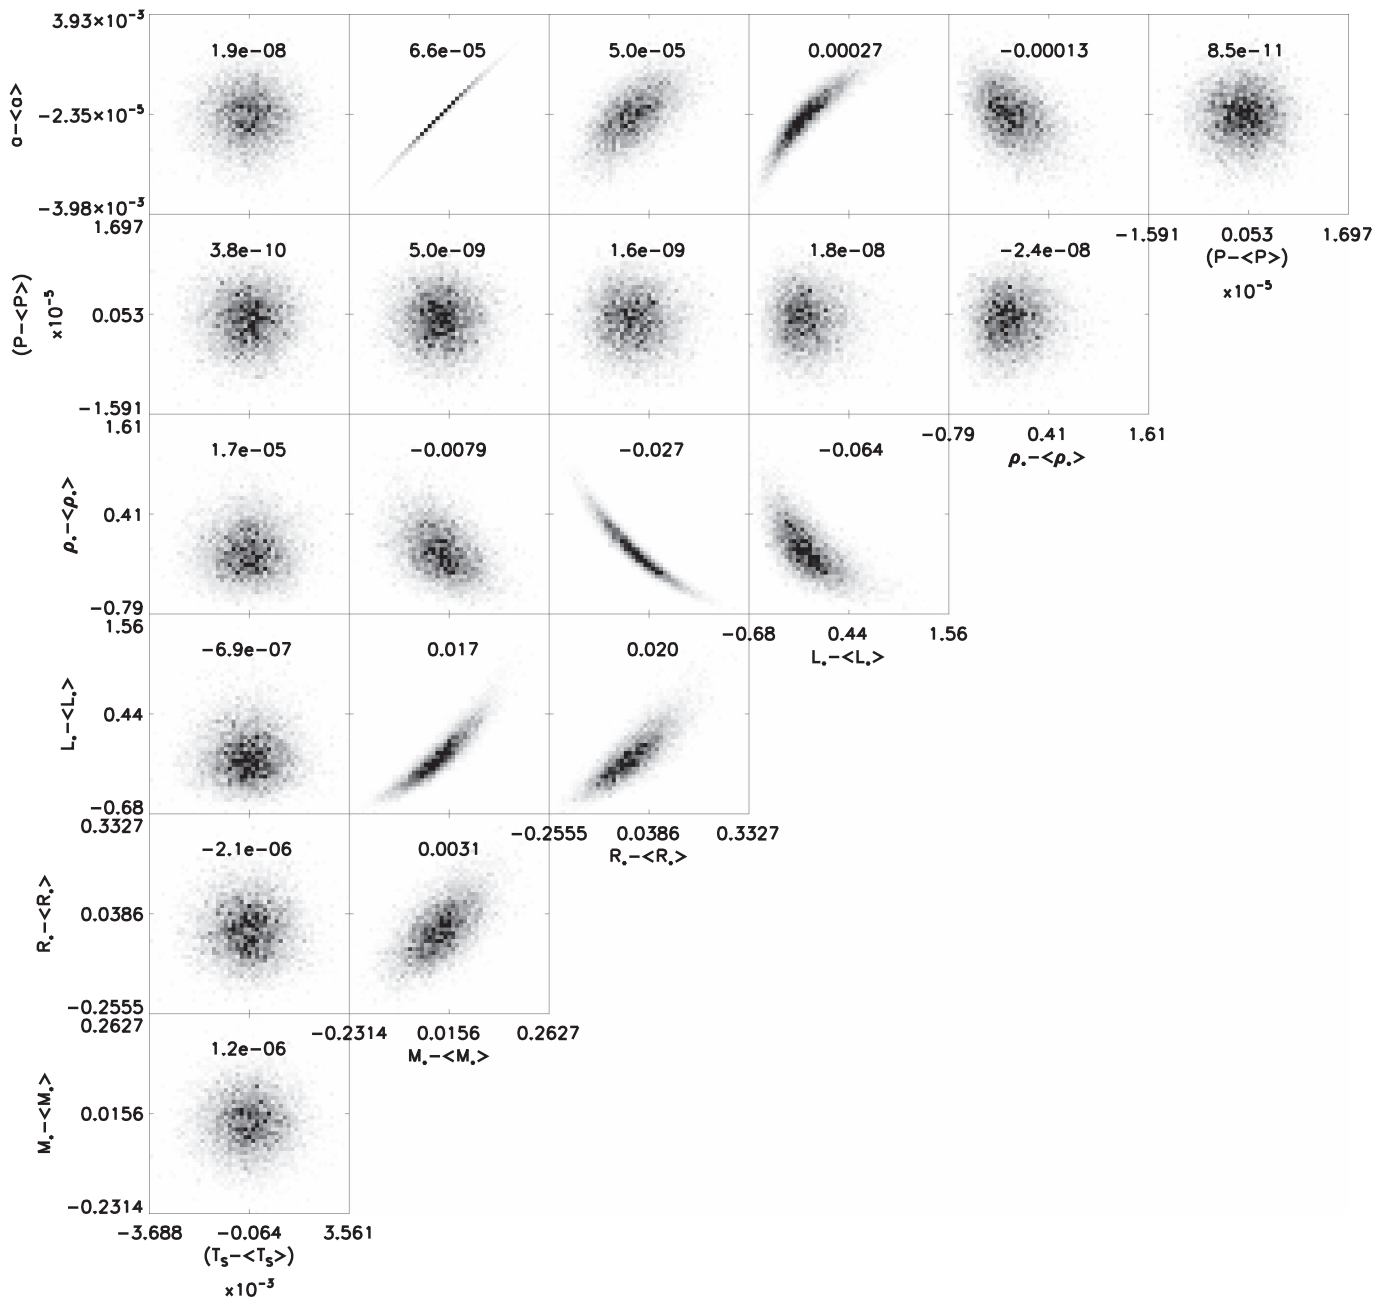 3.93×10⁻³
1.9e−08 6.6e−05 5.0e−05 0.00027 −0.00013 8.5e−11
a−<a>
−2.35×10⁻⁵
−3.98×10⁻³
1.697
−1.591 0.053 1.697
(P−<P>)
×10⁻⁵
3.8e−10 5.0e−09 1.6e−09 1.8e−08 −2.4e−08
(P−<P>)
×10⁻⁵
0.053
−1.591
1.61
−0.79 0.41 1.61
ρ⋆−<ρ⋆>
1.7e−05 −0.0079 −0.027 −0.064
ρ⋆−<ρ⋆>
0.41
−0.79
1.56
−0.68 0.44 1.56
L⋆−<L⋆>
−6.9e−07 0.017 0.020
L⋆−<L⋆>
0.44
−0.68
0.3327
−0.2555 0.0386 0.3327
R⋆−<R⋆>
−2.1e−06 0.0031
R⋆−<R⋆>
0.0386
−0.2555
0.2627
−0.2314 0.0156 0.2627
M⋆−<M⋆>
1.2e−06
M⋆−<M⋆>
0.0156
−0.2314
−3.688 −0.064 3.561
(Tₛ−<Tₛ>)
×10⁻³